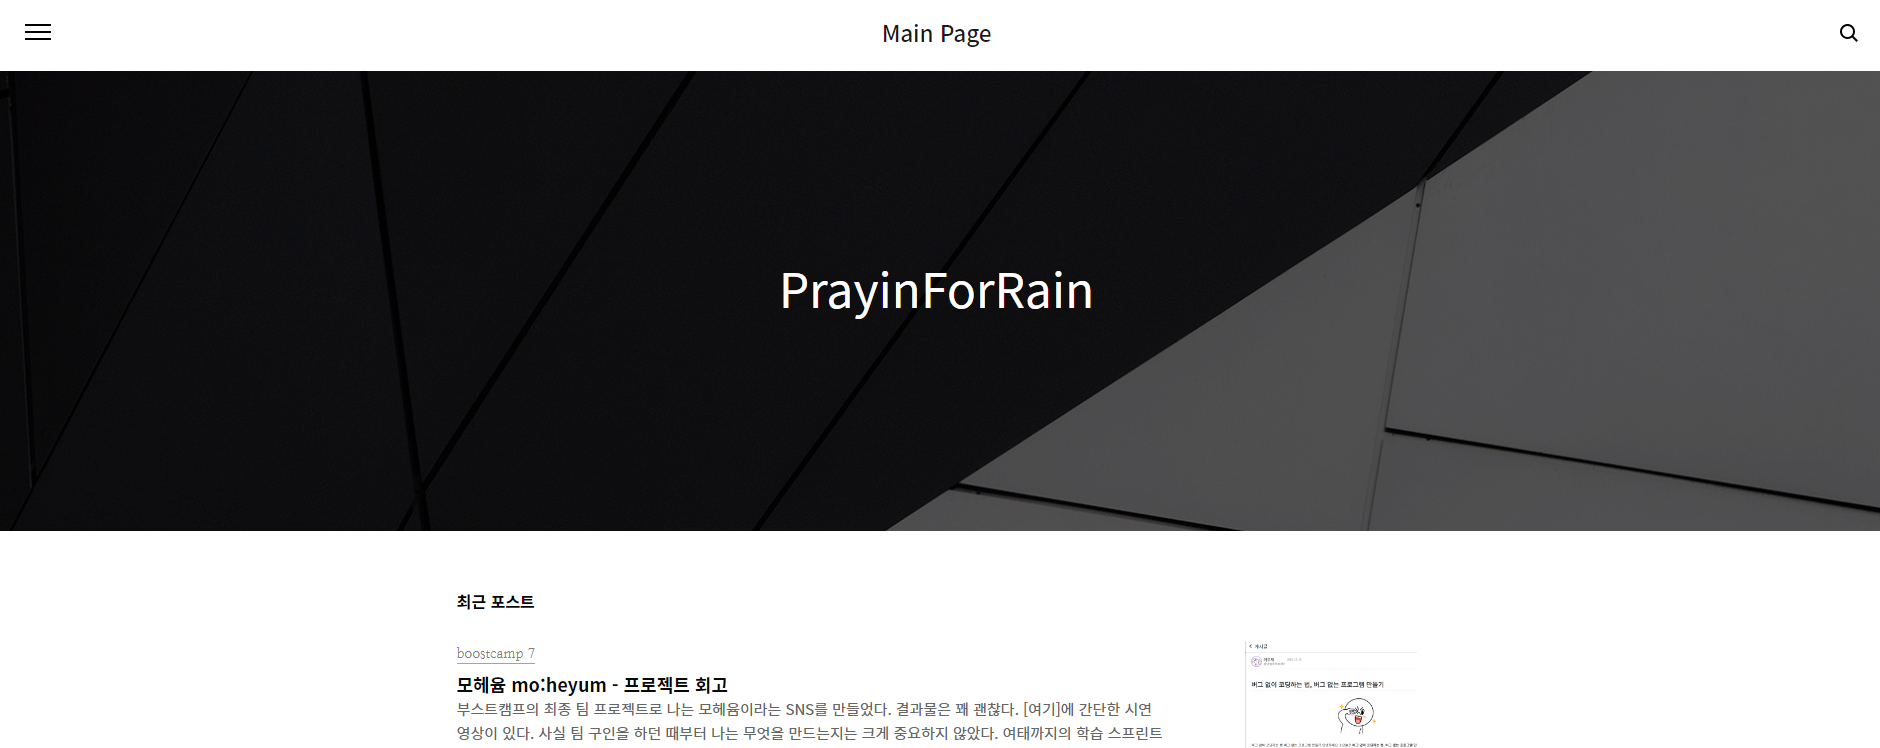 Main Page
PrayinForRain
최근 포스트
boostcamp 7
모헤윰 mo:heyum - 프로젝트 회고
부스트캠프의 최종 팀 프로젝트로 나는 모헤윰이라는 SNS를 만들었다. 결과물은 꽤 괜찮다. [여기]에 간단한 시연
영상이 있다. 사실 팀 구인을 하던 때부터 나는 무엇을 만드는지는 크게 중요하지 않았다. 여태까지의 학습 스프린트
게시글
버그 없이 코딩하는 법, 버그 없는 프로그램 만들기